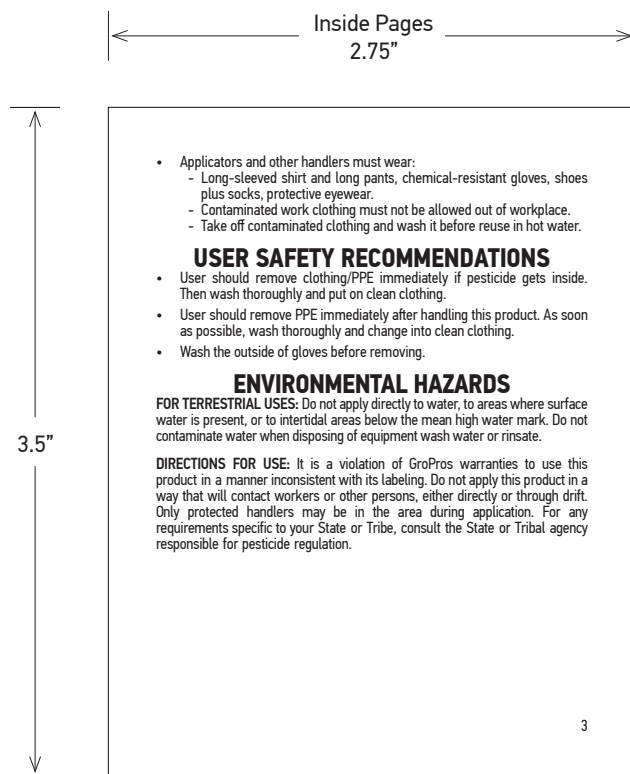 Inside Pages
2.75”
3.5”
• Applicators and other handlers must wear:
- Long-sleeved shirt and long pants, chemical-resistant gloves, shoes
plus socks, protective eyewear.
- Contaminated work clothing must not be allowed out of workplace.
- Take off contaminated clothing and wash it before reuse in hot water.
USER SAFETY RECOMMENDATIONS
• User should remove clothing/PPE immediately if pesticide gets inside.
Then wash thoroughly and put on clean clothing.
• User should remove PPE immediately after handling this product. As soon
as possible, wash thoroughly and change into clean clothing.
• Wash the outside of gloves before removing.
ENVIRONMENTAL HAZARDS
FOR TERRESTRIAL USES: Do not apply directly to water, to areas where surface
water is present, or to intertidal areas below the mean high water mark. Do not
contaminate water when disposing of equipment wash water or rinsate.
DIRECTIONS FOR USE: It is a violation of GroPros warranties to use this
product in a manner inconsistent with its labeling. Do not apply this product in a
way that will contact workers or other persons, either directly or through drift.
Only protected handlers may be in the area during application. For any
requirements specific to your State or Tribe, consult the State or Tribal agency
responsible for pesticide regulation.
3